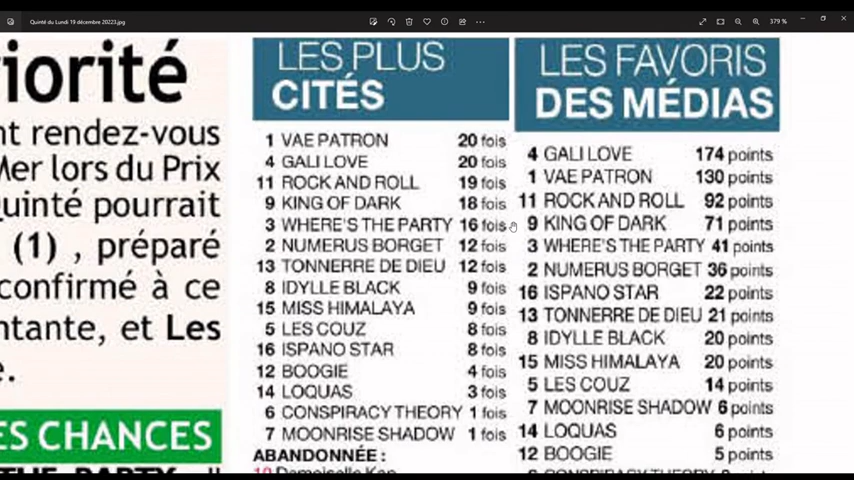 Quinté du Lundi 19 décembre 20223.jpg
379 %
iorité
nt rendez-vous
Mer lors du Prix
Quinté pourrait
(1) , préparé
confirmé à ce
ntante, et Les
e.
ES CHANCES
LES PLUS
CITÉS
1 VAE PATRON 20 fois
4 GALI LOVE 20 fois
11 ROCK AND ROLL 19 fois
9 KING OF DARK 18 fois
3 WHERE'S THE PARTY 16 fois
2 NUMERUS BORGET 12 fois
13 TONNERRE DE DIEU 12 fois
8 IDYLLE BLACK 9 fois
15 MISS HIMALAYA 9 fois
5 LES COUZ 8 fois
16 ISPANO STAR 8 fois
12 BOOGIE 4 fois
14 LOQUAS 3 fois
6 CONSPIRACY THEORY 1 fois
7 MOONRISE SHADOW 1 fois
ABANDONNÉE :
LES FAVORIS
DES MÉDIAS
4 GALI LOVE 174 points
1 VAE PATRON 130 points
11 ROCK AND ROLL 92 points
9 KING OF DARK 71 points
3 WHERE'S THE PARTY 41 points
2 NUMERUS BORGET 36 points
16 ISPANO STAR 22 points
13 TONNERRE DE DIEU 21 points
8 IDYLLE BLACK 20 points
15 MISS HIMALAYA 20 points
5 LES COUZ 14 points
7 MOONRISE SHADOW 6 points
14 LOQUAS 6 points
12 BOOGIE 5 points